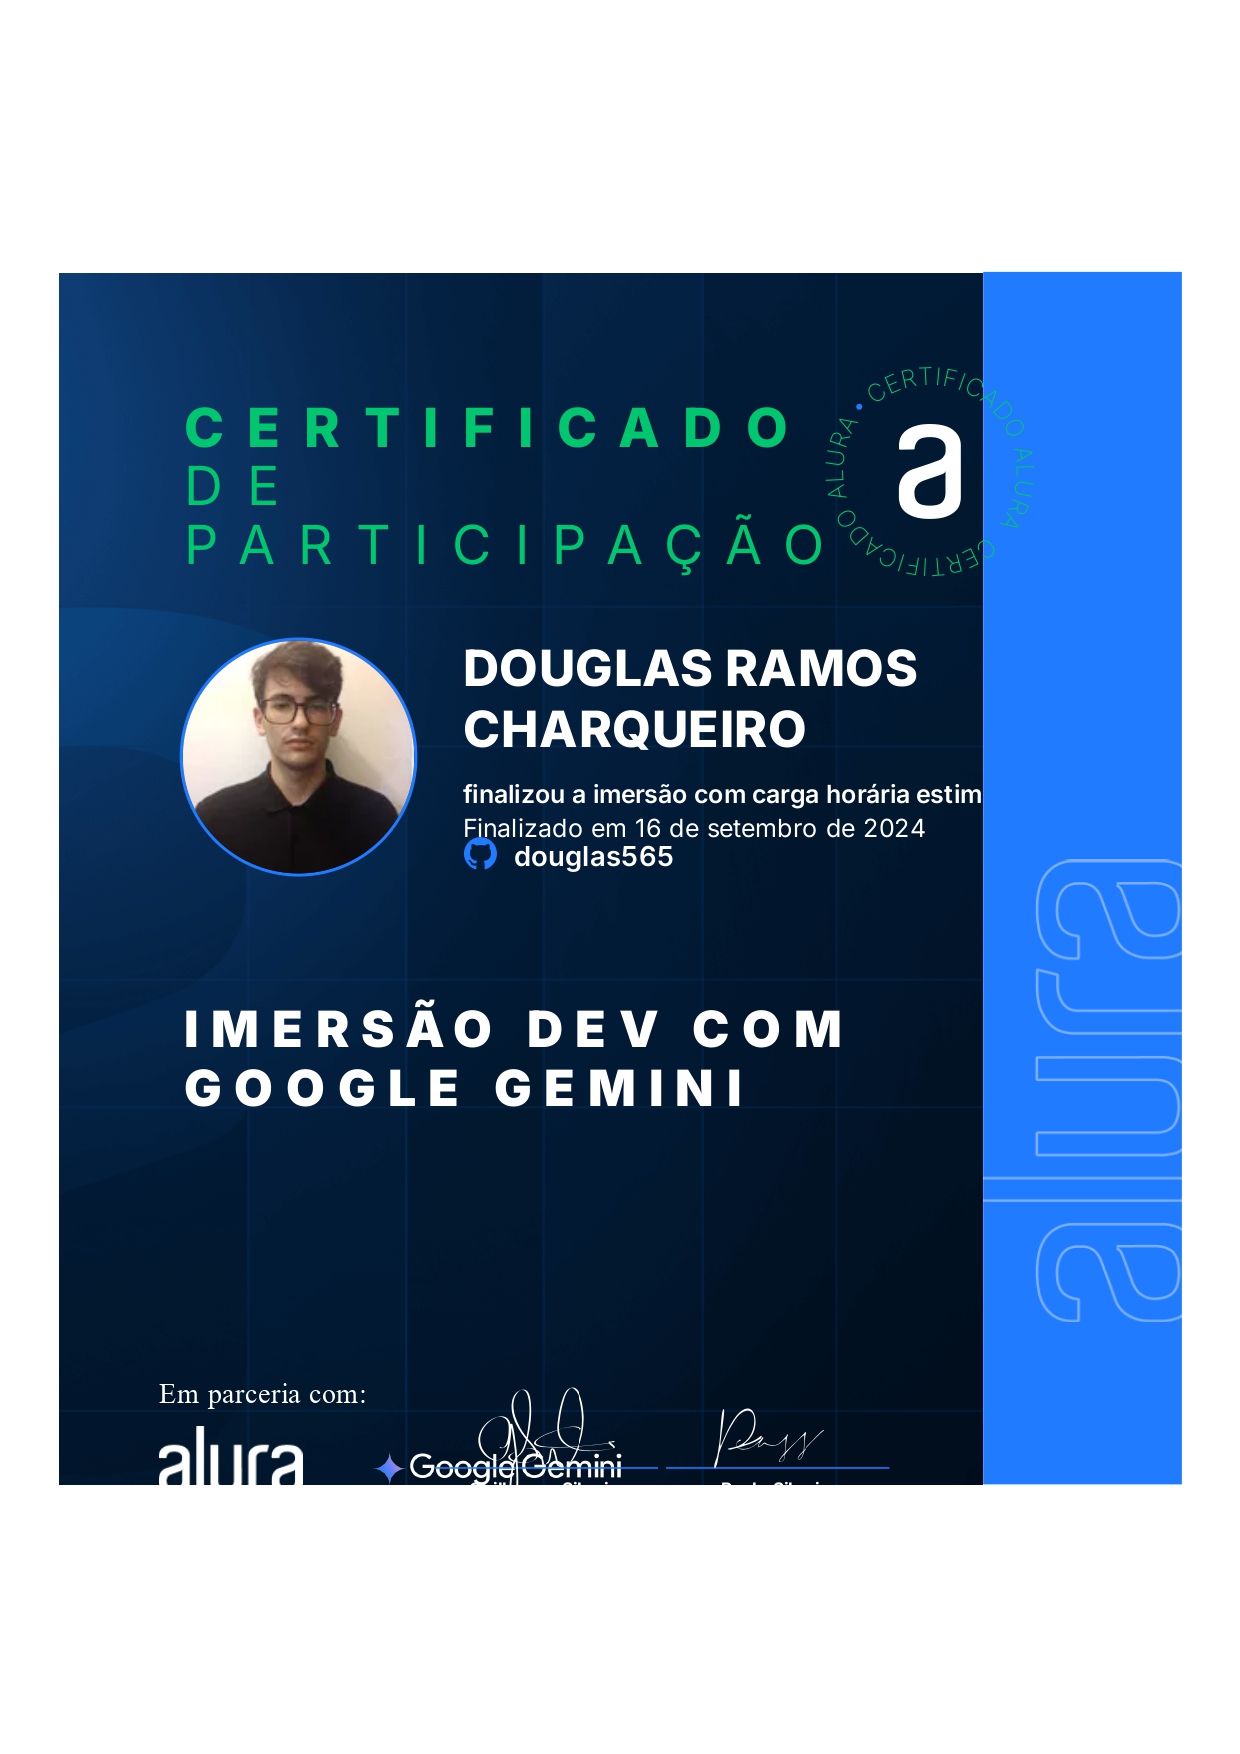 CERTIFICADO
DE
PARTICIPAÇÃO
CERTIFICADO ALURA • CERTIFICADO ALURA
a
DOUGLAS RAMOS
CHARQUEIRO
finalizou a imersão com carga horária estim
Finalizado em 16 de setembro de 2024
douglas565
IMERSÃO DEV COM
GOOGLE GEMINI
alura
Em parceria com:
alura
Google Gemini